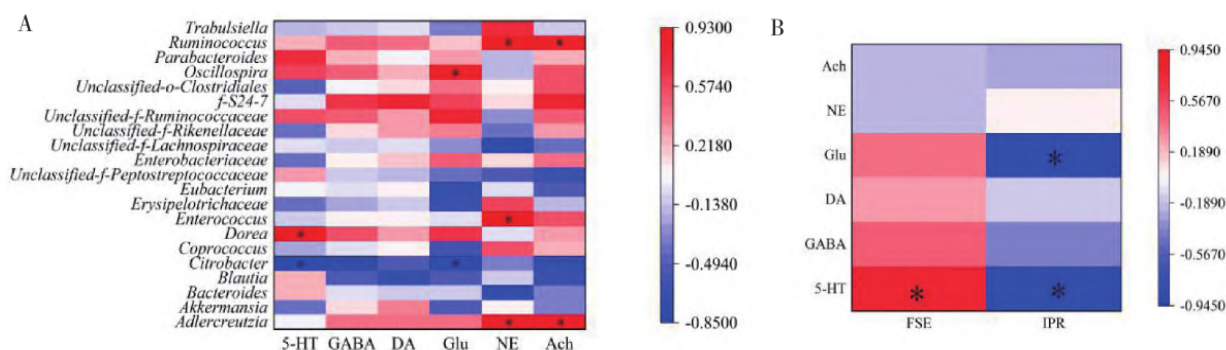 A
Trabulsiella
Ruminococcus
Parabacteroides
Oscillospira
Unclassified-o-Clostridiales
f-S24-7
Unclassified-f-Ruminococcaceae
Unclassified-f-Rikenellaceae
Unclassified-f-Lachnospiraceae
Enterobacteriaceae
Unclassified-f-Peptostreptococcaceae
Eubacterium
Erysipelotrichaceae
Enterococcus
Dorea
Coprococcus
Citrobacter
Blautia
Bacteroides
Akkermansia
Adlercreutzia
5-HT GABA DA Glu NE Ach
0.9300
0.5740
0.2180
-0.1380
-0.4940
-0.8500
B
Ach
NE
Glu
DA
GABA
5-HT
FSE IPR
0.9450
0.5670
0.1890
-0.1890
-0.5670
-0.9450